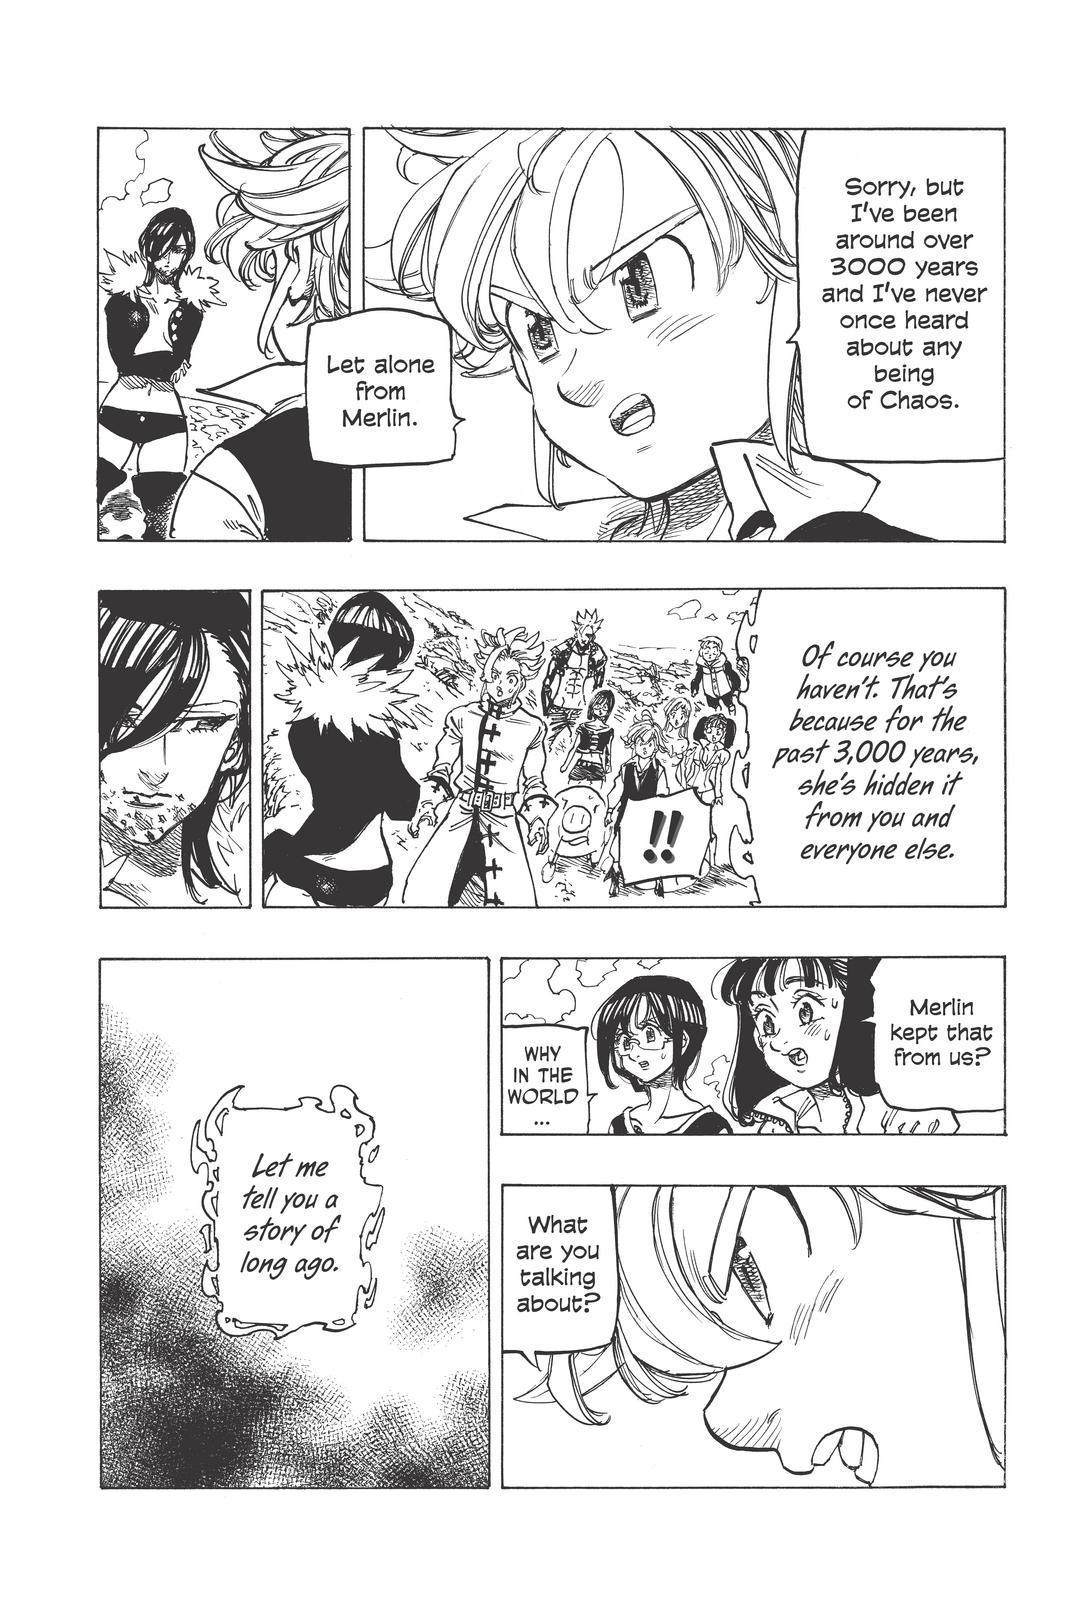 Sorry, but
I've been
around over
3000 years
and I've never
once heard
about any
being
of Chaos.
Let alone
from
Merlin.
Of course you
haven't. That's
because for the
past 3,000 years,
she's hidden it
from you and
everyone else.
!!
Merlin
kept that
from us?
WHY
IN THE
WORLD
...
What
are you
talking
about?
Let me
tell you a
story of
long ago.